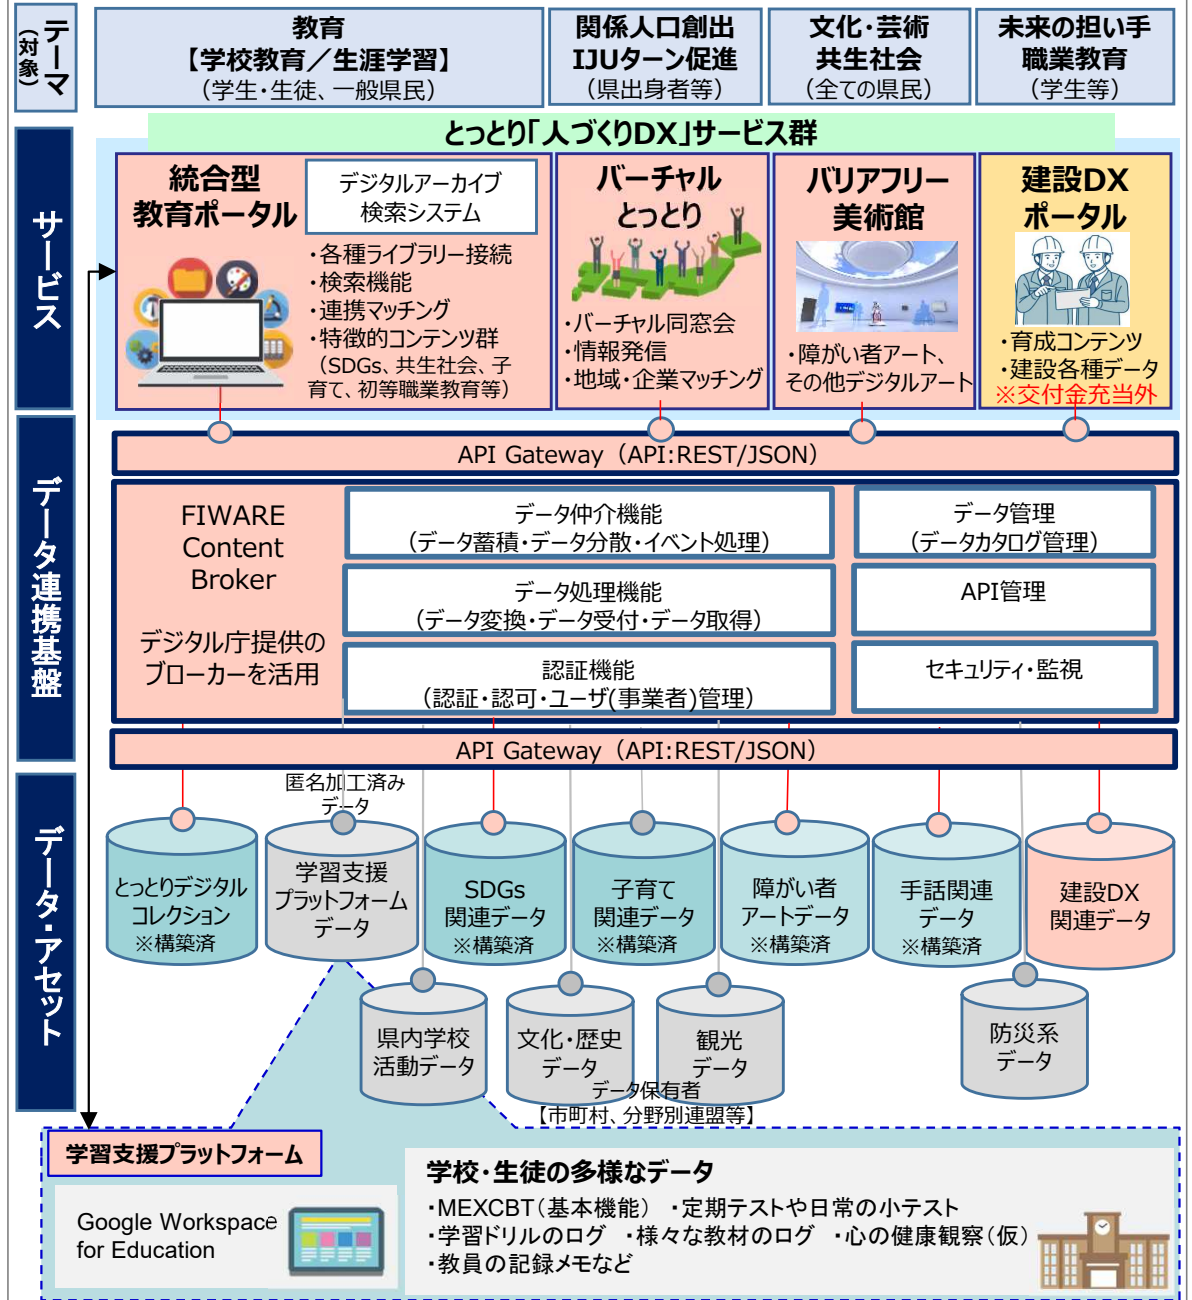 テーマ
（対象）
教育
【学校教育／生涯学習】
（学生・生徒、一般県民）
関係人口創出
IJUターン促進
（県出身者等）
文化・芸術
共生社会
（全ての県民）
未来の担い手
職業教育
（学生等）
サービス
とっとり「人づくりDX」サービス群
統合型
教育ポータル
デジタルアーカイブ
検索システム
・各種ライブラリー接続
・検索機能
・連携マッチング
・特徴的コンテンツ群
（SDGs、共生社会、子
育て、初等職業教育等）
バーチャル
とっとり
・バーチャル同窓会
・情報発信
・地域・企業マッチング
バリアフリー
美術館
・障がい者アート、
その他デジタルアート
建設DX
ポータル
・育成コンテンツ
・建設各種データ
※交付金充当外
データ連携基盤
API Gateway（API:REST/JSON）
FIWARE
Content
Broker
デジタル庁提供の
ブローカーを活用
データ仲介機能
（データ蓄積・データ分散・イベント処理）
データ処理機能
（データ変換・データ受付・データ取得）
認証機能
（認証・認可・ユーザ(事業者)管理）
データ管理
（データカタログ管理）
API管理
セキュリティ・監視
API Gateway（API:REST/JSON）
データ・アセット
匿名加工済み
データ
とっとりデジタル
コレクション
※構築済
学習支援
プラットフォーム
データ
SDGs
関連データ
※構築済
子育て
関連データ
※構築済
障がい者
アートデータ
※構築済
手話関連
データ
※構築済
建設DX
関連データ
県内学校
活動データ
文化・歴史
データ
観光
データ
防災系
データ
データ保有者
【市町村、分野別連盟等】
学習支援プラットフォーム
Google Workspace
for Education
学校・生徒の多様なデータ
・MEXCBT（基本機能）　・定期テストや日常の小テスト
・学習ドリルのログ　・様々な教材のログ　・心の健康観察（仮）
・教員の記録メモなど